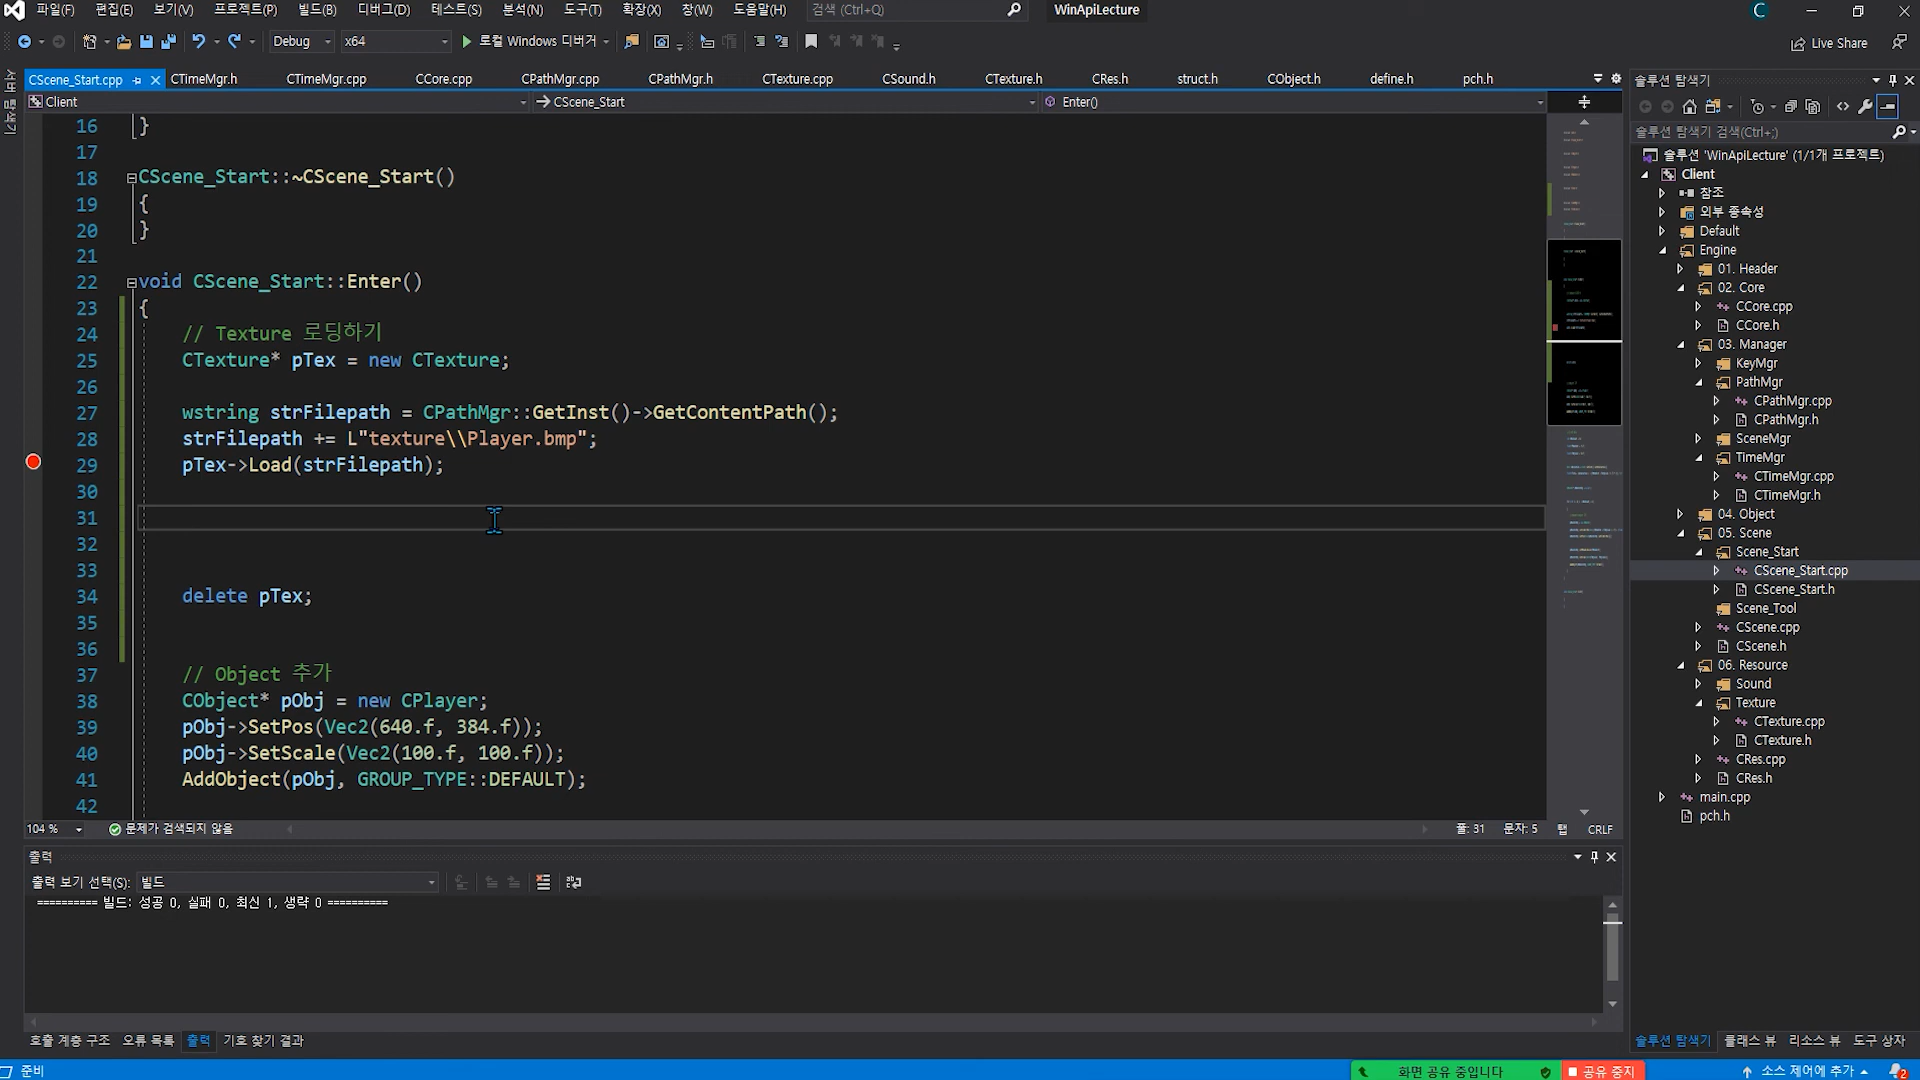 파일(F) 편집(E) 보기(V) 프로젝트(P) 빌드(B) 디버그(D) 테스트(S) 분석(N) 도구(T) 확장(X) 창(W) 도움말(H) 검색 (Ctrl+Q) WinApiLecture C
Debug x64 로컬 Windows 디버거 Live Share
CScene_Start.cpp CTimeMgr.h CTimeMgr.cpp CCore.cpp CPathMgr.cpp CPathMgr.h CTexture.cpp CSound.h CTexture.h CRes.h struct.h CObject.h define.h pch.h
Client CScene_Start Enter()
16 }
17
18 CScene_Start::~CScene_Start()
19 {
20 }
21
22 void CScene_Start::Enter()
23 {
24 // Texture 로딩하기
25 CTexture* pTex = new CTexture;
26
27 wstring strFilepath = CPathMgr::GetInst()->GetContentPath();
28 strFilepath += L"texture\\Player.bmp";
29 pTex->Load(strFilepath);
30
31
32
33
34 delete pTex;
35
36
37 // Object 추가
38 CObject* pObj = new CPlayer;
39 pObj->SetPos(Vec2(640.f, 384.f));
40 pObj->SetScale(Vec2(100.f, 100.f));
41 AddObject(pObj, GROUP_TYPE::DEFAULT);
42
104 % 문제가 검색되지 않음 줄: 31 문자: 5 탭 CRLF
출력
출력 보기 선택(S): 빌드
========== 빌드: 성공 0, 실패 0, 최신 1, 생략 0 ==========
호출 계층 구조 오류 목록 출력 기호 찾기 결과
준비 화면 공유 중입니다 공유 중지 소스 제어에 추가 2
서버 탐색기
솔루션 탐색기
솔루션 탐색기 검색(Ctrl+;)
솔루션 'WinApiLecture' (1/1개 프로젝트)
Client
참조
외부 종속성
Default
Engine
01. Header
02. Core
CCore.cpp
CCore.h
03. Manager
KeyMgr
PathMgr
CPathMgr.cpp
CPathMgr.h
SceneMgr
TimeMgr
CTimeMgr.cpp
CTimeMgr.h
04. Object
05. Scene
Scene_Start
CScene_Start.cpp
CScene_Start.h
Scene_Tool
CScene.cpp
CScene.h
06. Resource
Sound
Texture
CTexture.cpp
CTexture.h
CRes.cpp
CRes.h
main.cpp
pch.h
솔루션 탐색기 클래스 뷰 리소스 뷰 도구 상자